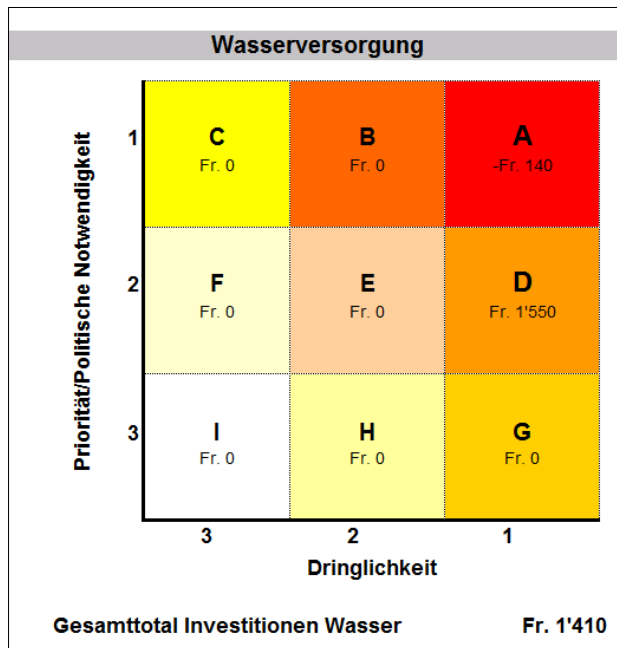 Wasserversorgung
Priorität/Politische Notwendigkeit
1
C
B
A
Fr. 0
Fr. 0
-Fr. 140
2
F
E
D
Fr. 0
Fr. 0
Fr. 1'550
3
I
H
G
Fr. 0
Fr. 0
Fr. 0
3
2
1
Dringlichkeit
Gesamttotal Investitionen Wasser
Fr. 1'410